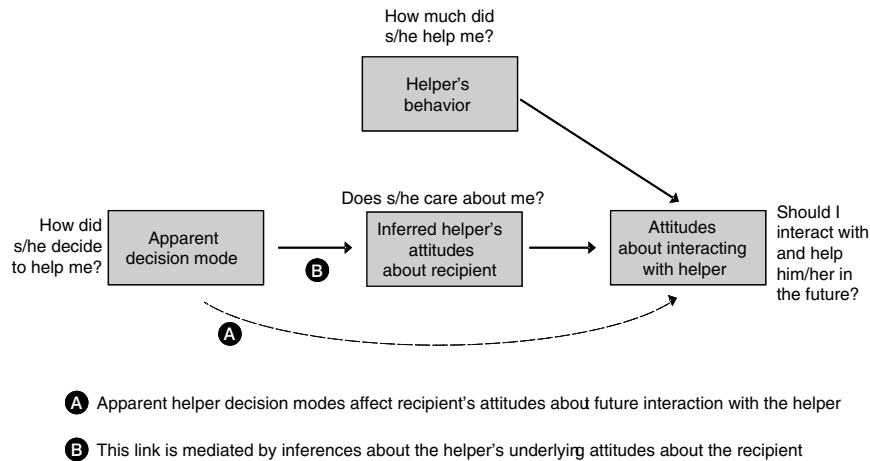 How much did
s/he help me?
Helper's
behavior
Does s/he care about me?
How did
s/he decide
to help me?
Apparent
decision mode
B
Inferred helper's
attitudes
about recipient
Attitudes
about interacting
with helper
Should I
interact with
and help
him/her in
the future?
A
A Apparent helper decision modes affect recipient's attitudes about future interaction with the helper
B This link is mediated by inferences about the helper's underlying attitudes about the recipient